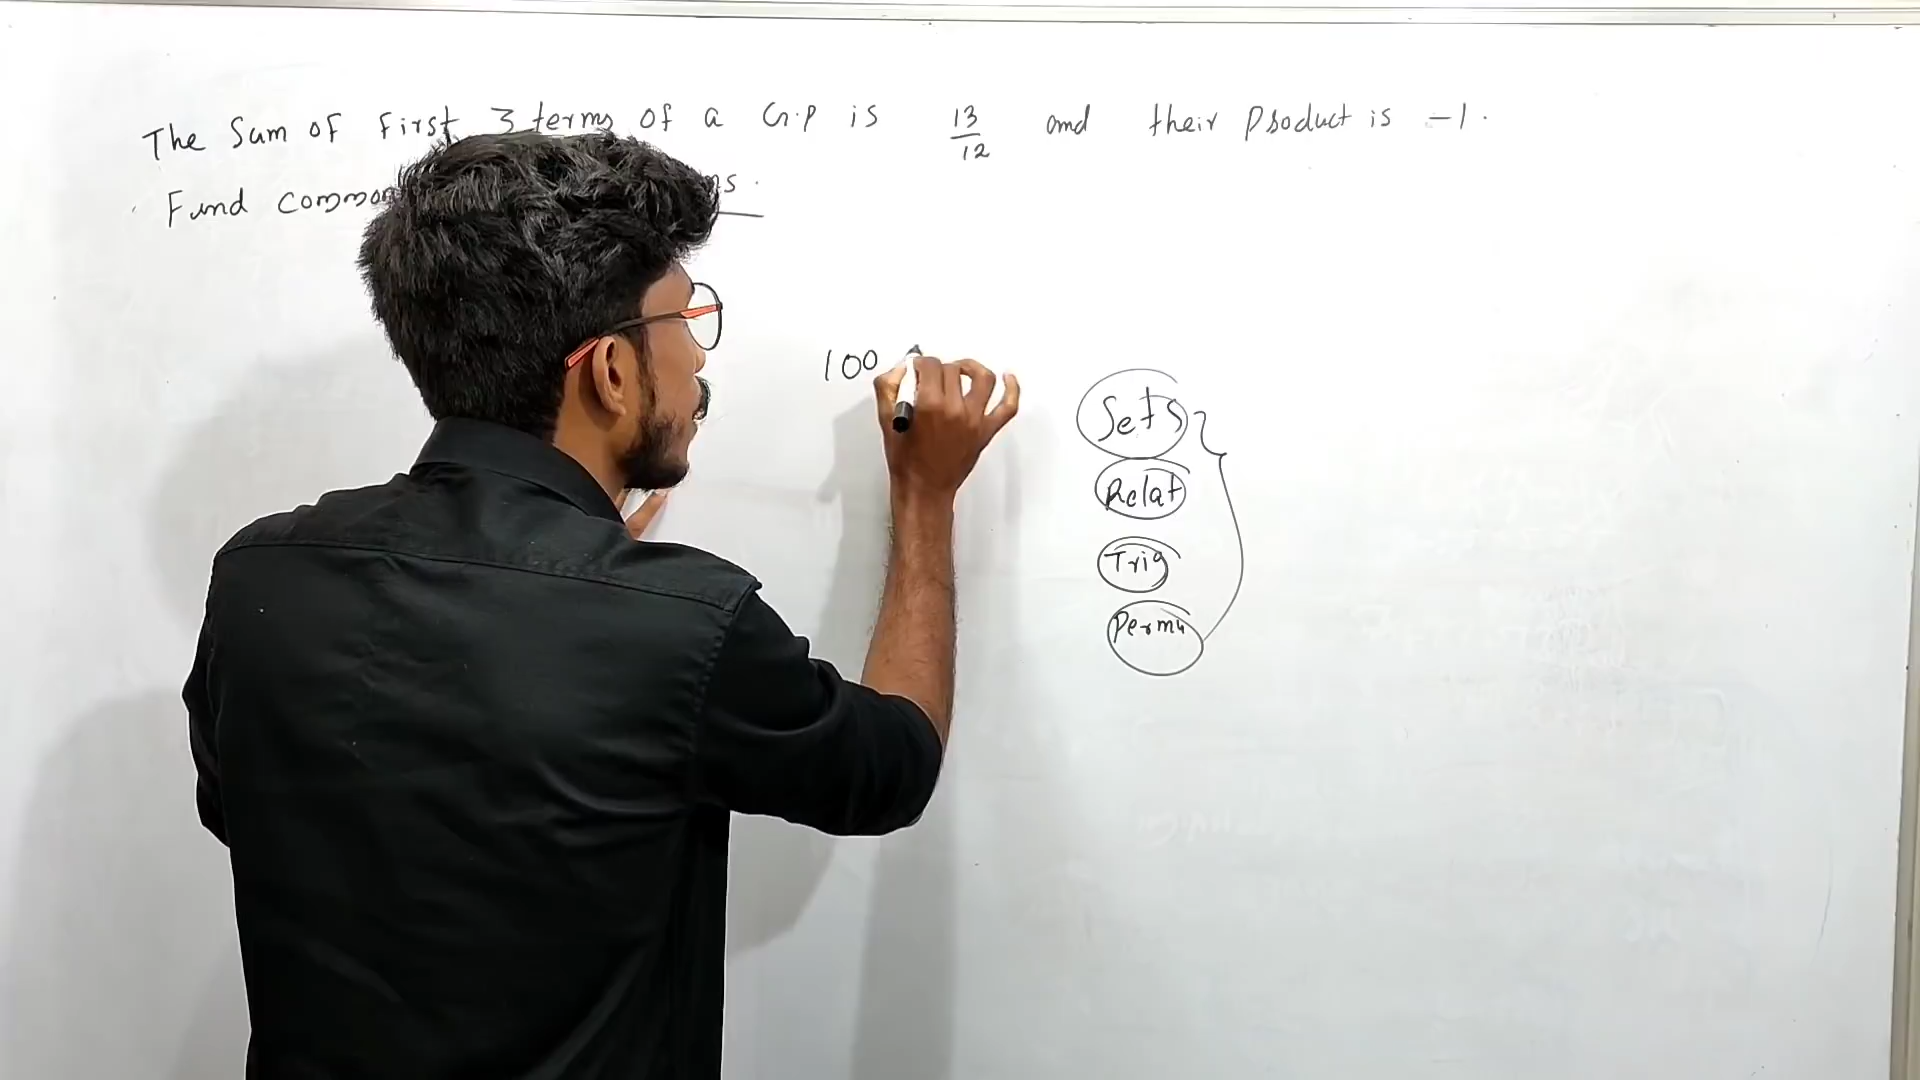 The Sum of First 3 terms of a G.P is 13/12 and their Product is -1.
Find common
100
Sets
Relat
Trig
Permu